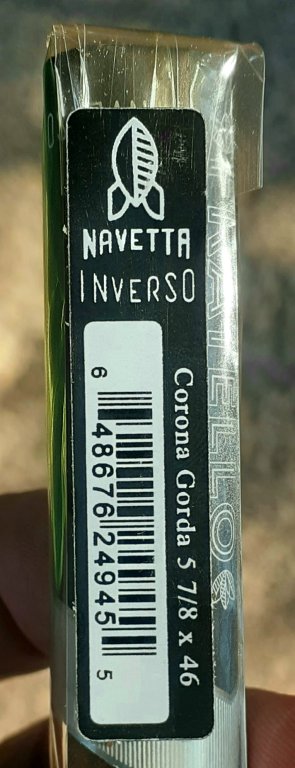 NAVETTA
INVERSO
Corona Gorda 5 7/8 x 46
6 48676 24945 5